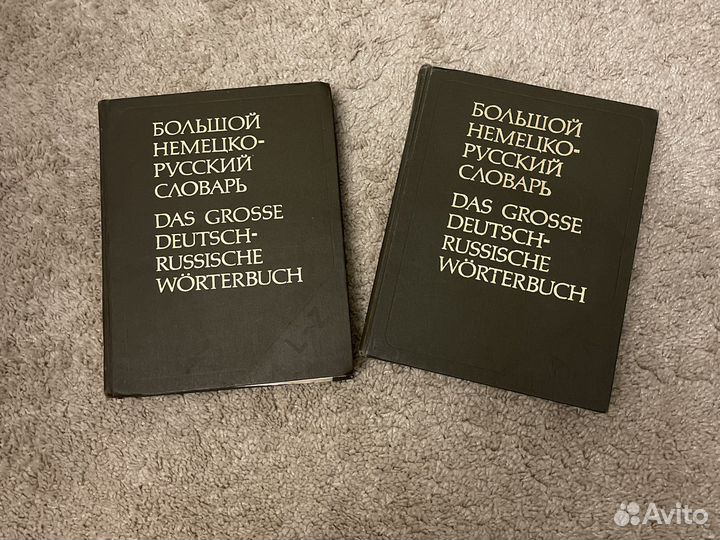 БОЛЬШОЙ
НЕМЕЦКО-
РУССКИЙ
СЛОВАРЬ
DAS GROSSE
DEUTSCH-
RUSSISCHE
WÖRTERBUCH
L-Z
БОЛЬШОЙ
НЕМЕЦКО-
РУССКИЙ
СЛОВАРЬ
DAS GROSSE
DEUTSCH-
RUSSISCHE
WÖRTERBUCH
Avito